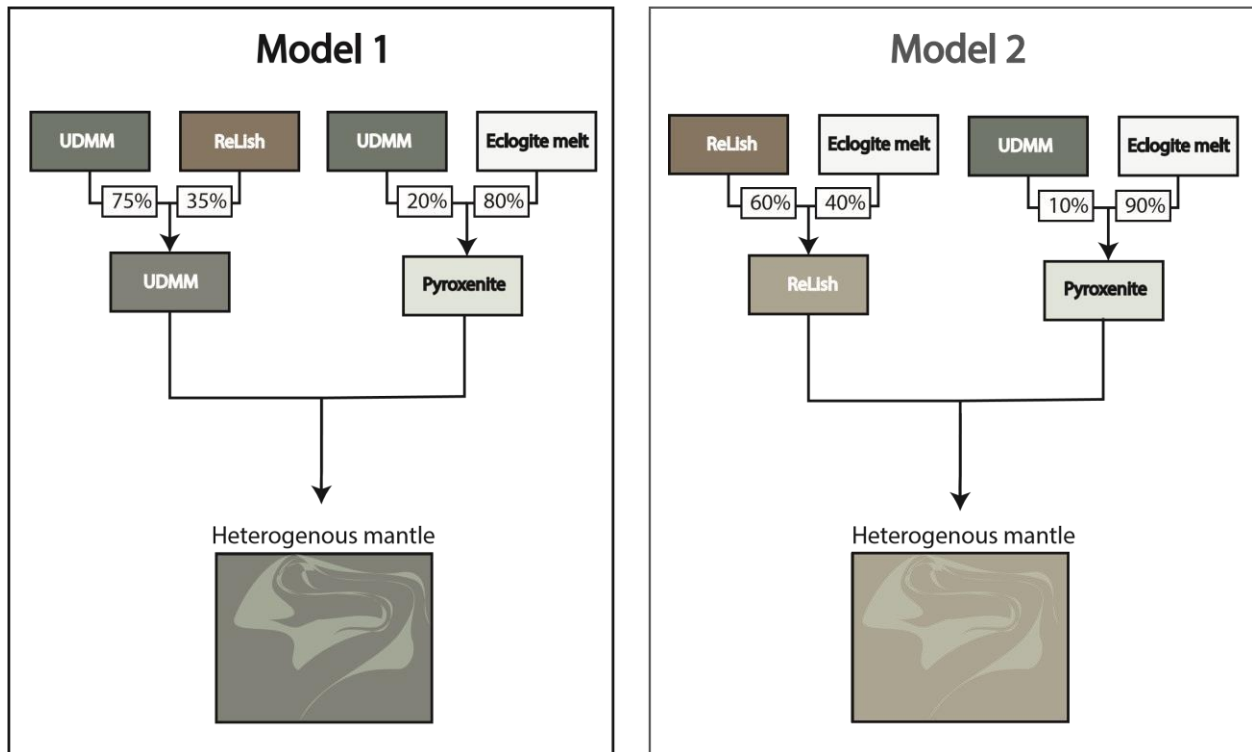 Model 1
UDMM
ReLish
UDMM
Eclogite melt
75%
35%
20%
80%
UDMM
Pyroxenite
Heterogenous mantle
Model 2
ReLish
Eclogite melt
UDMM
Eclogite melt
60%
40%
10%
90%
ReLish
Pyroxenite
Heterogenous mantle